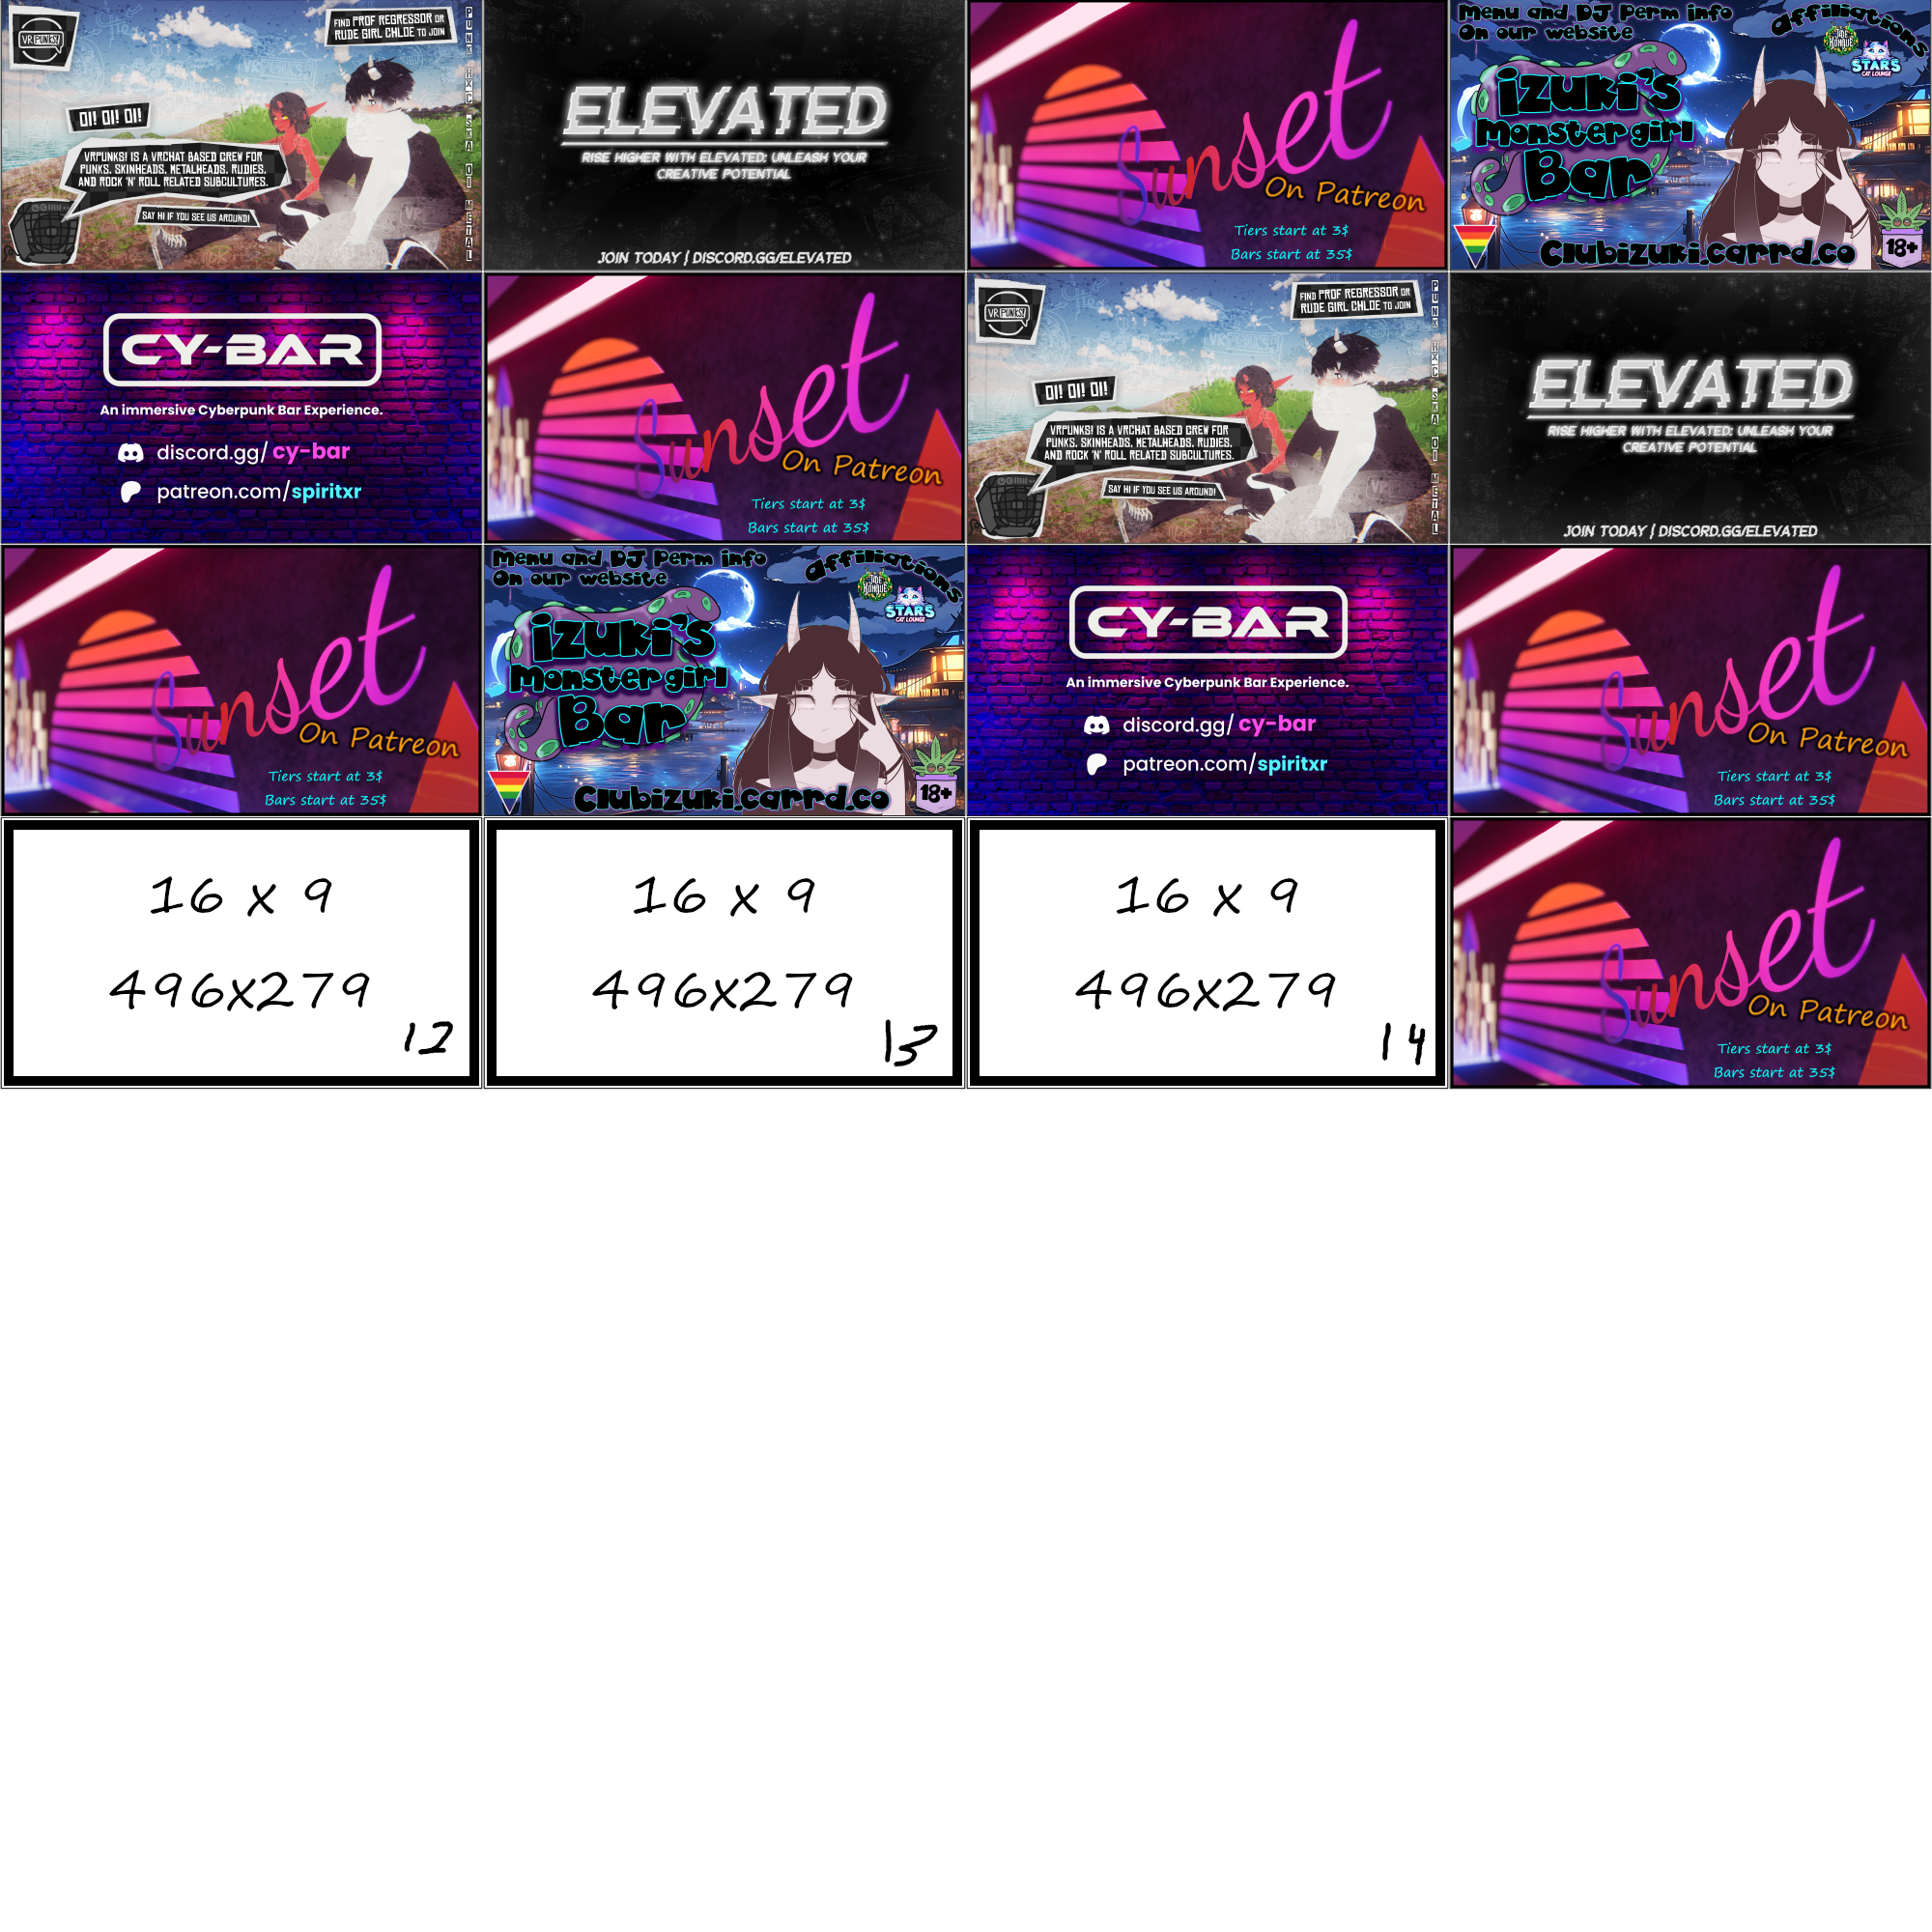 VR PUNKS!
FIND PROF REGRESSOR OR
RUDE GIRL CHLOE TO JOIN
OI! OI! OI!
VRPUNKS! IS A VRCHAT BASED CREW FOR
PUNKS, SKINHEADS, METALHEADS, RUDIES,
AND ROCK 'N' ROLL RELATED SUBCULTURES.
SAY HI IF YOU SEE US AROUND!
PUNK HXC SKA OI METAL
ELEVATED
RISE HIGHER WITH ELEVATED: UNLEASH YOUR
CREATIVE POTENTIAL
JOIN TODAY | DISCORD.GG/ELEVATED
Sunset
On Patreon
Tiers start at 3$
Bars start at 35$
Menu and DJ Perm info
On our website
Affiliations
STARS
CAT LOUNGE
izuki's
Monster girl
Bar
18+
Clubizuki.carrd.co
CY-BAR
An immersive Cyberpunk Bar Experience.
discord.gg/cy-bar
patreon.com/spiritxr
Sunset
On Patreon
Tiers start at 3$
Bars start at 35$
VR PUNKS!
FIND PROF REGRESSOR OR
RUDE GIRL CHLOE TO JOIN
OI! OI! OI!
VRPUNKS! IS A VRCHAT BASED CREW FOR
PUNKS, SKINHEADS, METALHEADS, RUDIES,
AND ROCK 'N' ROLL RELATED SUBCULTURES.
SAY HI IF YOU SEE US AROUND!
PUNK HXC SKA OI METAL
ELEVATED
RISE HIGHER WITH ELEVATED: UNLEASH YOUR
CREATIVE POTENTIAL
JOIN TODAY | DISCORD.GG/ELEVATED
Sunset
On Patreon
Tiers start at 3$
Bars start at 35$
Menu and DJ Perm info
On our website
Affiliations
STARS
CAT LOUNGE
izuki's
Monster girl
Bar
18+
Clubizuki.carrd.co
CY-BAR
An immersive Cyberpunk Bar Experience.
discord.gg/cy-bar
patreon.com/spiritxr
Sunset
On Patreon
Tiers start at 3$
Bars start at 35$
16 x 9
496x279
12
16 x 9
496x279
13
16 x 9
496x279
14
Sunset
On Patreon
Tiers start at 3$
Bars start at 35$